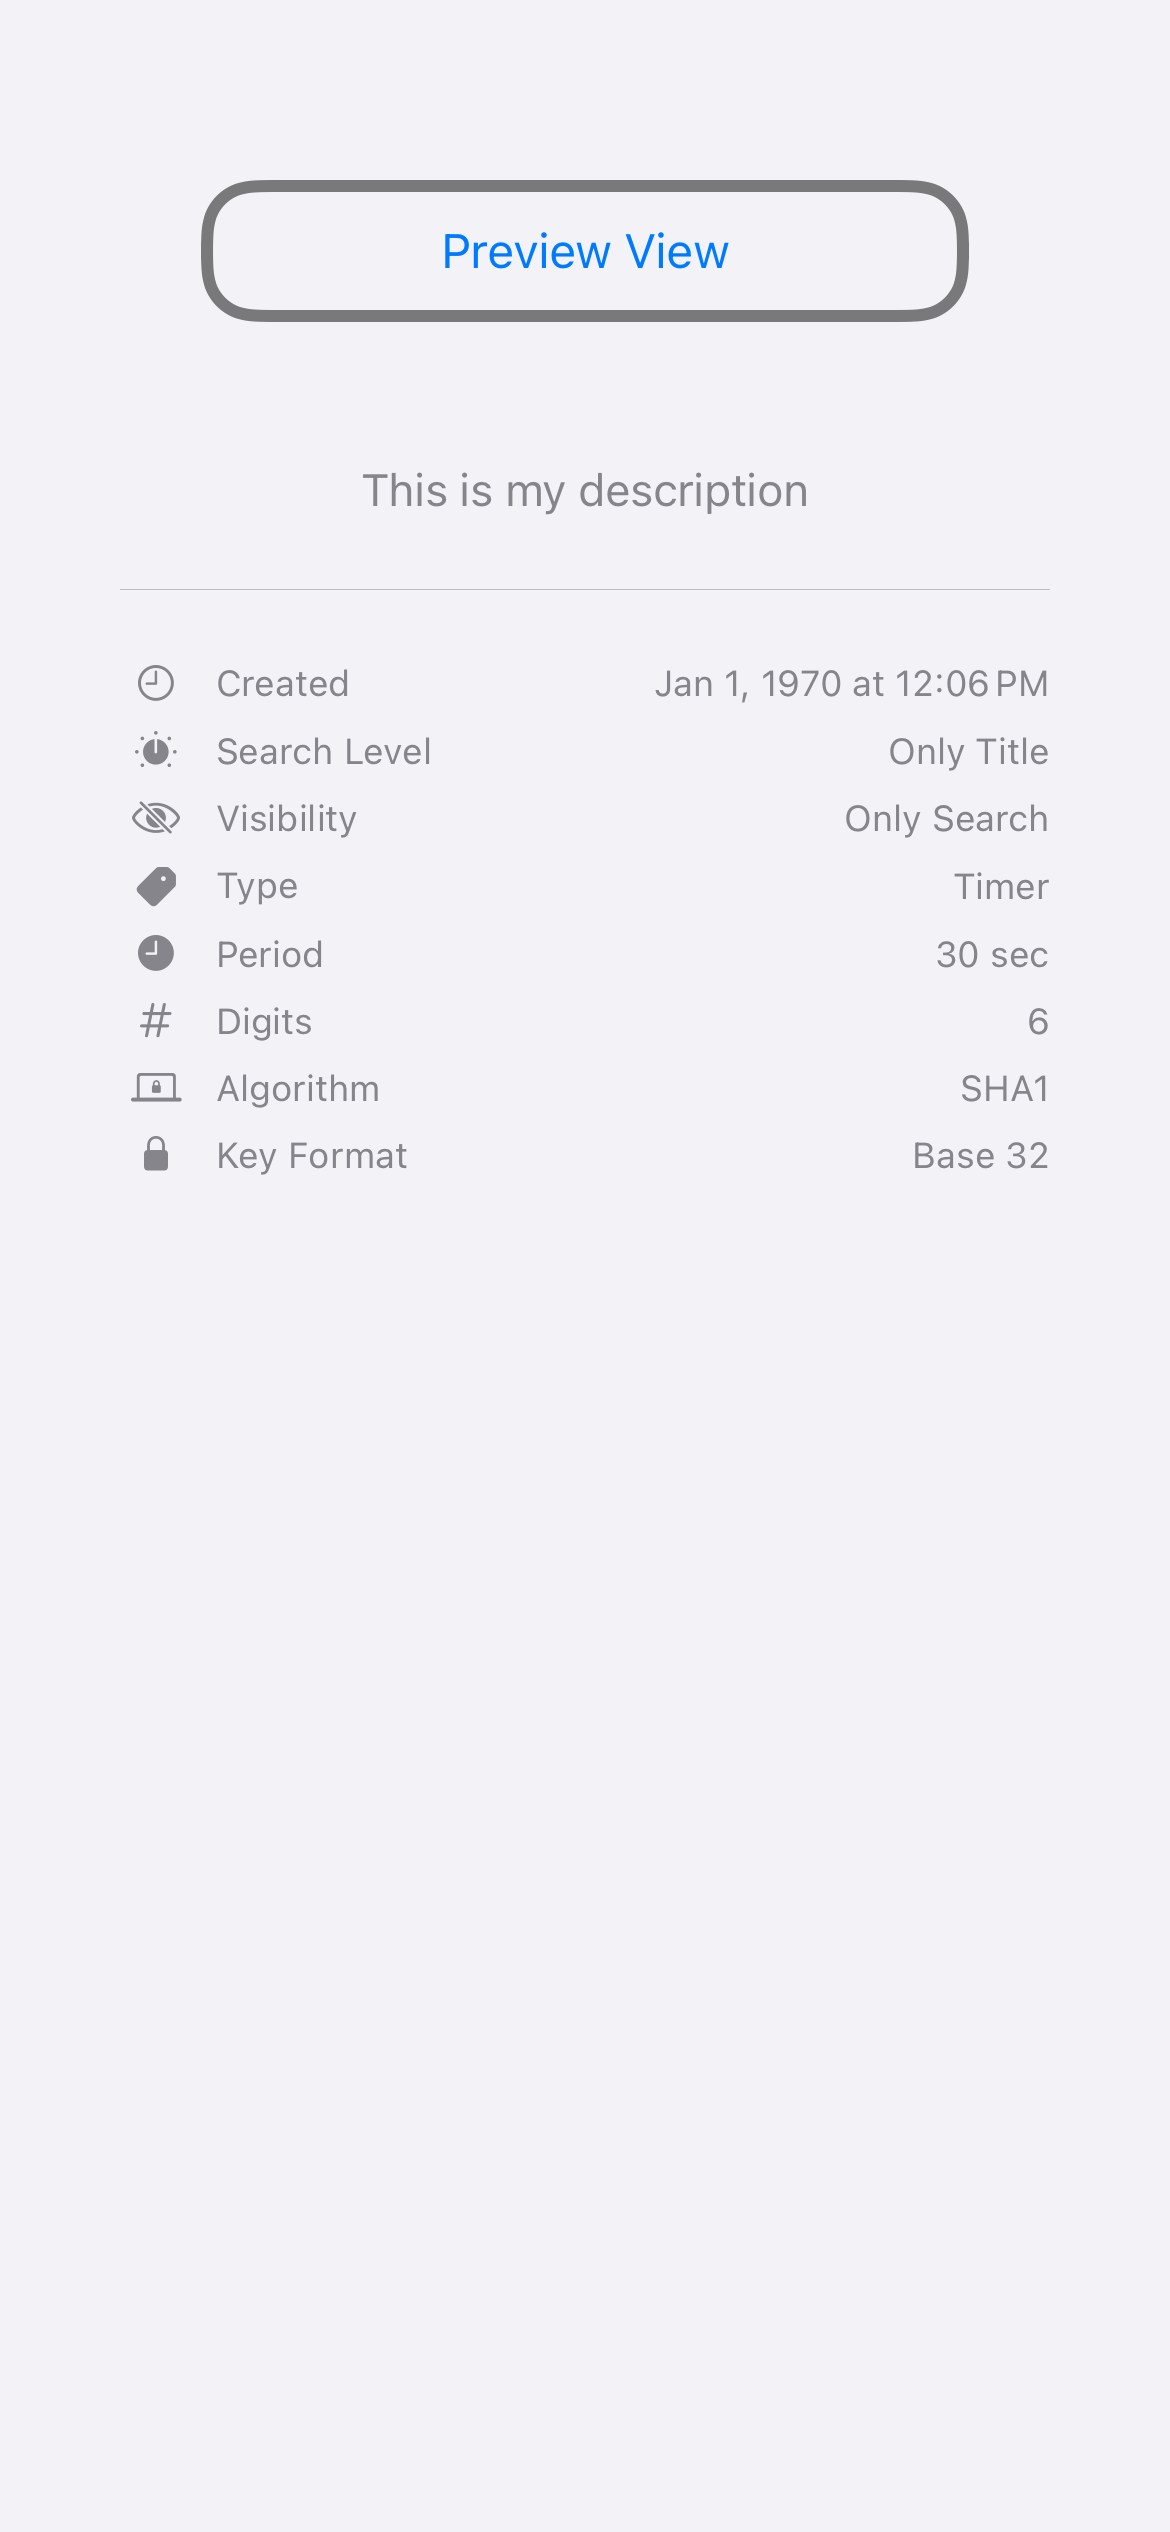 Preview View
This is my description
Created Jan 1, 1970 at 12:06 PM
Search Level Only Title
Visibility Only Search
Type Timer
Period 30 sec
Digits 6
Algorithm SHA1
Key Format Base 32